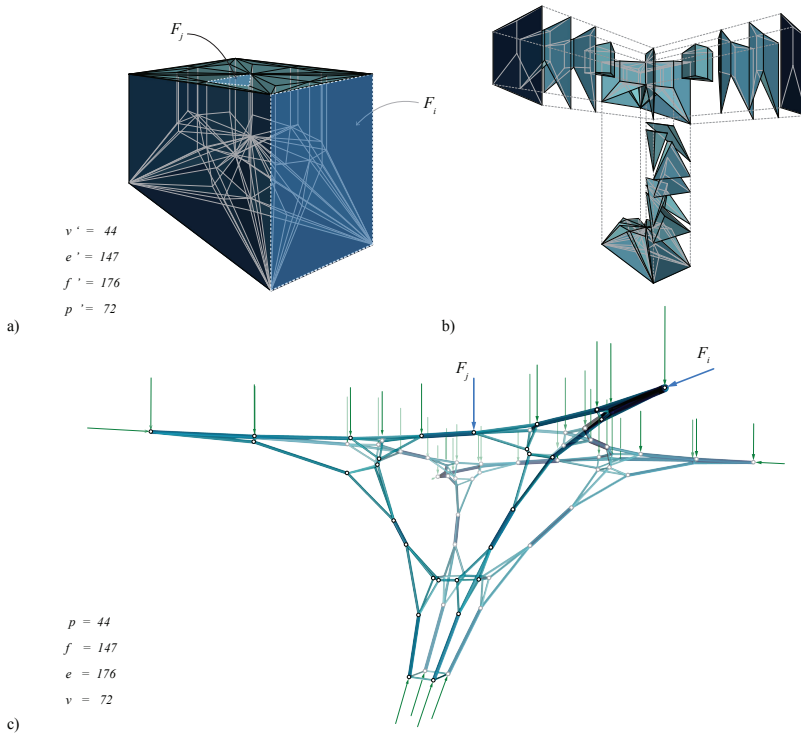 F_j
F_i
v ' = 44
e ' = 147
f ' = 176
p ' = 72
a)
b)
F_j
F_i
p = 44
f = 147
e = 176
v = 72
c)